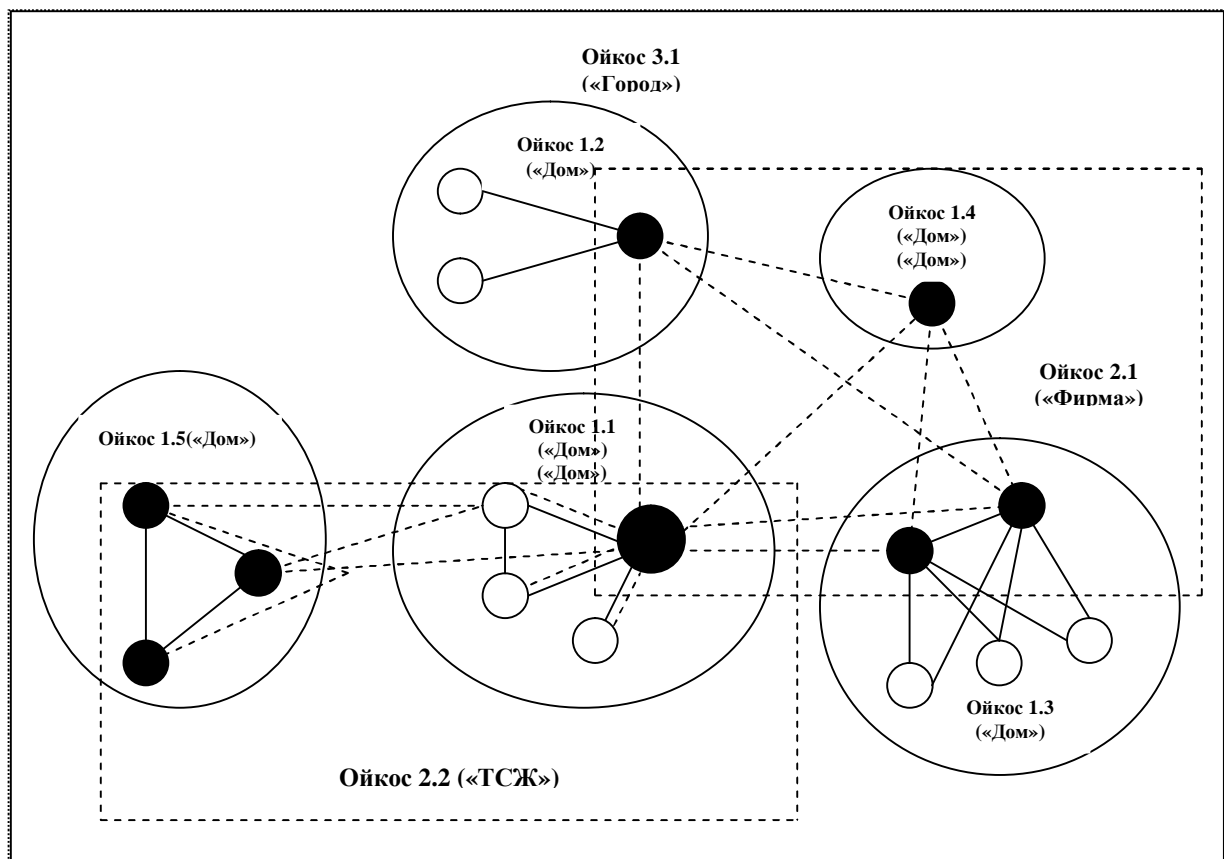 Ойкос 3.1
(«Город»)
Ойкос 1.2
(«Дом»)
Ойкос 1.4
(«Дом»)
(«Дом»)
Ойкос 2.1
(«Фирма»)
Ойкос 1.5(«Дом»)
Ойкос 1.1
(«Дом»)
(«Дом»)
Ойкос 1.3
(«Дом»)
Ойкос 2.2 («ТСЖ»)